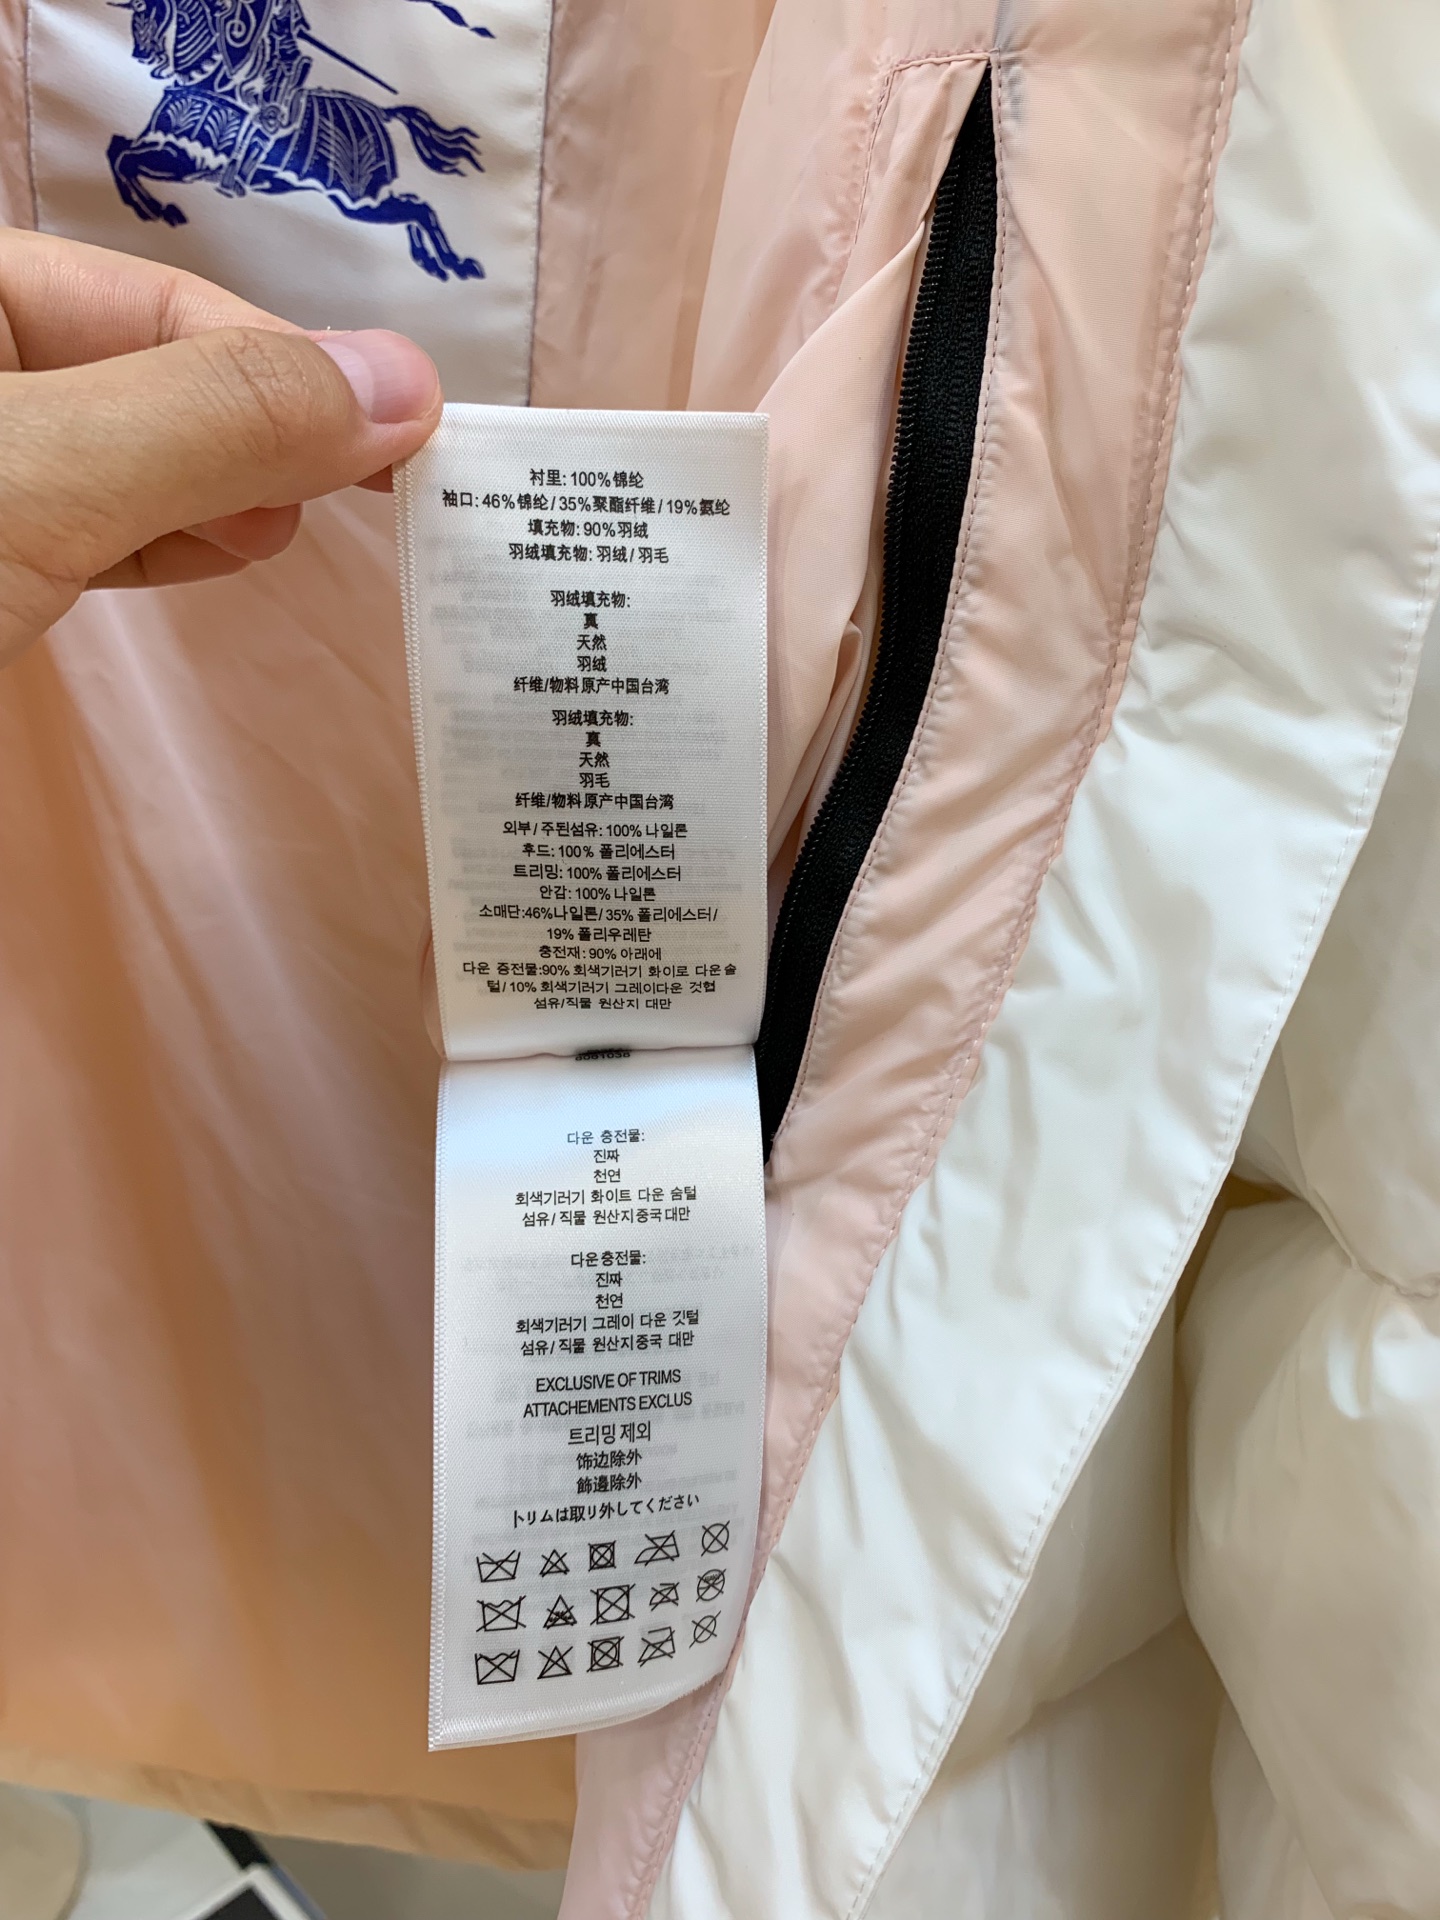 衬里: 100%锦纶
袖口: 46%锦纶/35%聚酯纤维/19%氨纶
填充物: 90%羽绒
羽绒填充物: 羽绒/羽毛
羽绒填充物:
真
天然
羽绒
纤维/物料原产中国台湾
羽绒填充物:
真
天然
羽毛
纤维/物料原产中国台湾
외부/주된섬유: 100% 나일론
후드: 100% 폴리에스터
트리밍: 100% 폴리에스터
안감: 100% 나일론
소매단:46%나일론/ 35% 폴리에스터/
19% 폴리우레탄
충전재: 90% 아래에
다운 충전물:90% 회색기러기 화이로 다운솔
털/ 10% 회색기러기 그레이다운 것협
섬유/직물 원산지 대만
8081038
다운 충전물:
진짜
천연
회색기러기 화이트 다운 숨털
섬유/ 직물 원산지중국대만
다운충전물:
진짜
천연
회색기러기 그레이 다운 깃털
섬유/ 직물 원산지중국 대만
EXCLUSIVE OF TRIMS
ATTACHEMENTS EXCLUS
트리밍 제외
饰边除外
飾邊除外
トリムは取り外してください